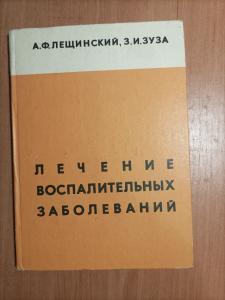 А.Ф.ЛЕЩИНСКИЙ, З.И.ЗУЗА
ЛЕЧЕНИЕ
ВОСПАЛИТЕЛЬНЫХ
ЗАБОЛЕВАНИЙ